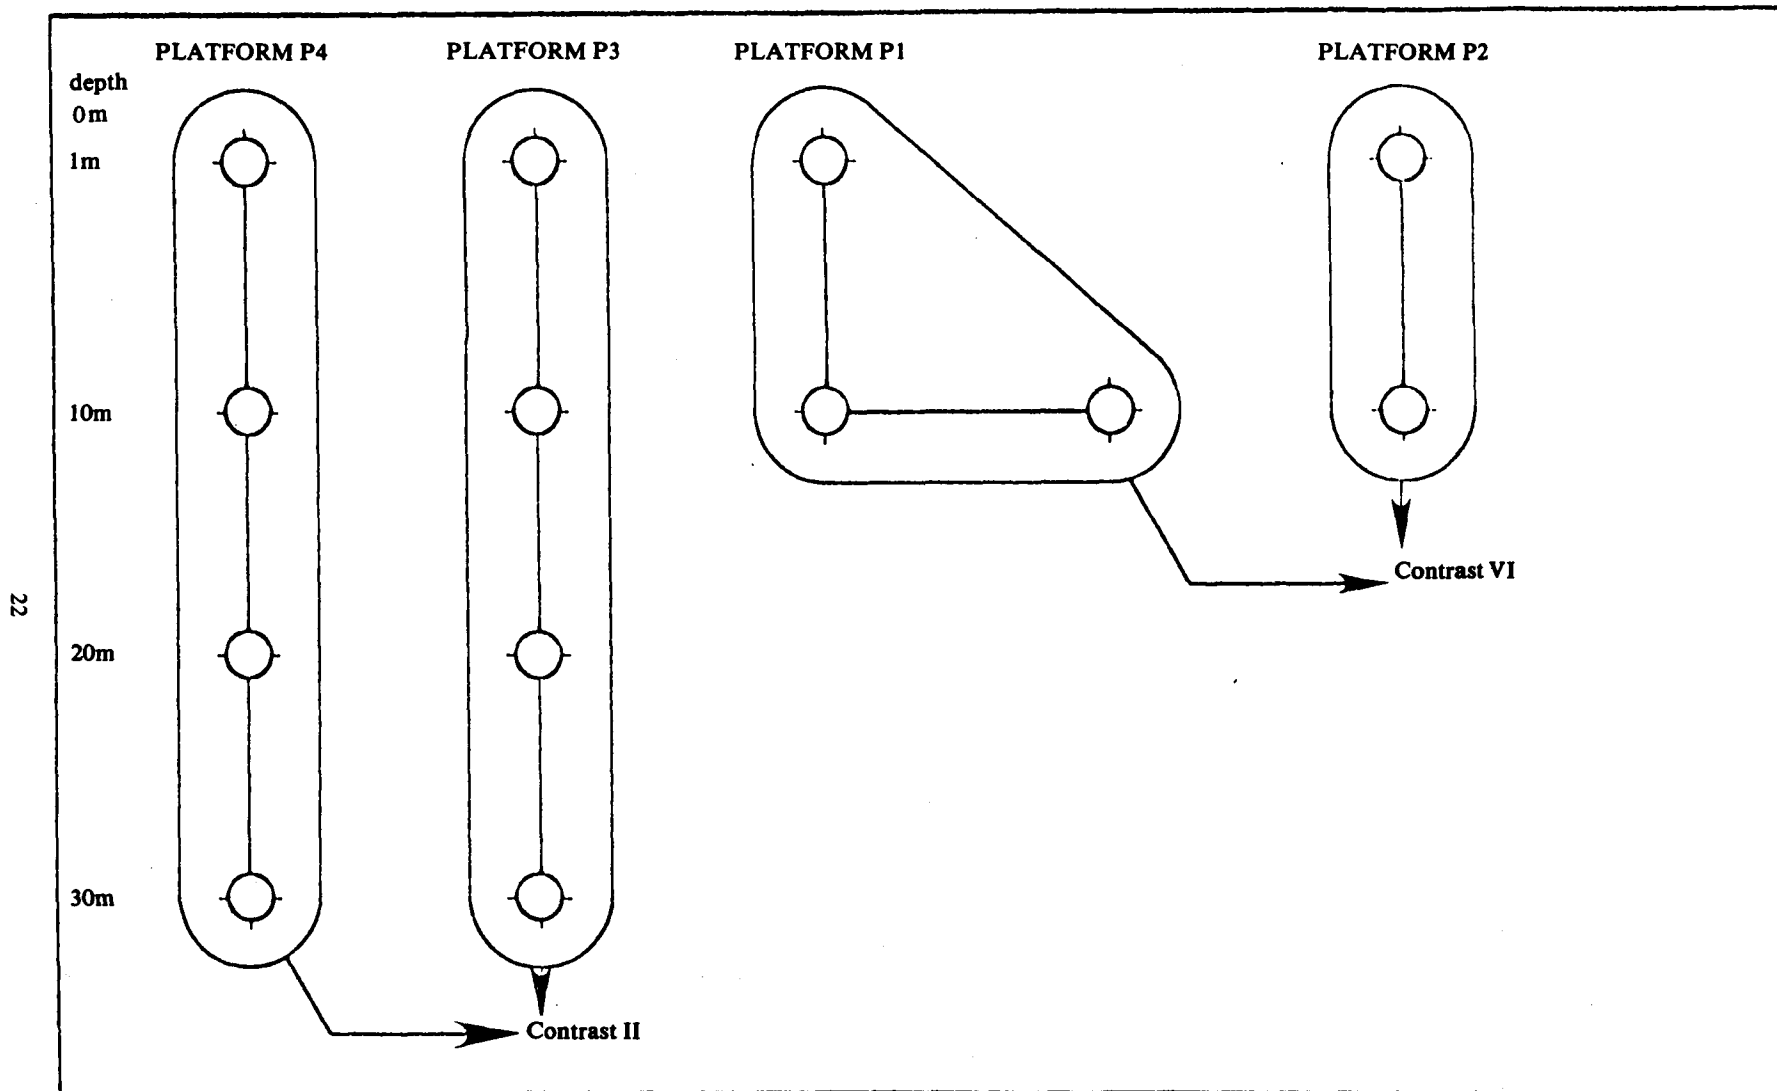 PLATFORM P4 PLATFORM P3 PLATFORM P1 PLATFORM P2
depth
0m
1m
10m
Contrast VI
22
20m
30m
Contrast II